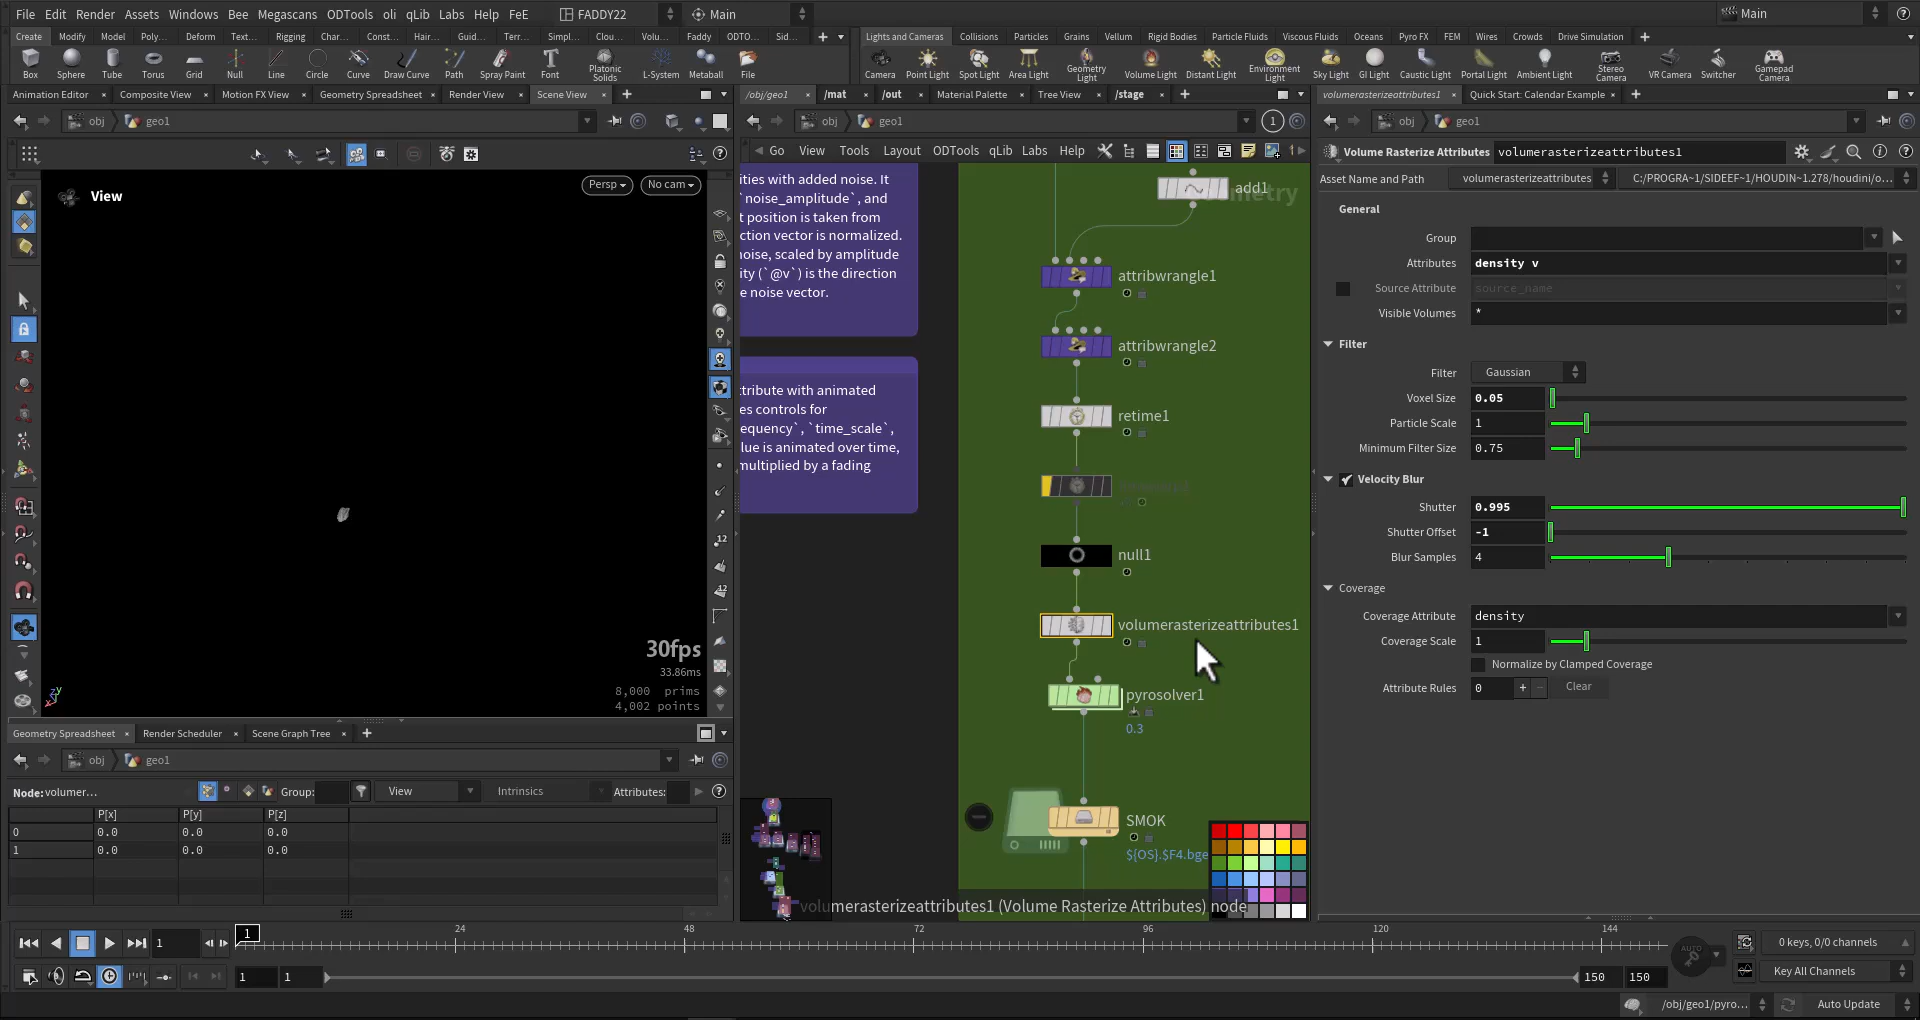 File Edit Render Assets Windows Bee Megascans ODTools oli qLib Labs Help FeE FADDY22 Main Main
Create Modify Model Poly... Deform Text... Rigging Char... Const... Hair... Guid... Terr... Simpl... Clou... Volu... Faddy ODTO... Sid...
Lights and Cameras Collisions Particles Grains Vellum Rigid Bodies Particle Fluids Viscous Fluids Oceans Pyro FX FEM Wires Crowds Drive Simulation
Box Sphere Tube Torus Grid Null Line Circle Curve Draw Curve Path Spray Paint Font Platonic Solids L-System Metaball File
Camera Point Light Spot Light Area Light Geometry Light Volume Light Distant Light Environment Light Sky Light GI Light Caustic Light Portal Light Ambient Light Stereo Camera VR Camera Switcher Gamepad Camera
Animation Editor Composite View Motion FX View Geometry Spreadsheet Render View Scene View
/obj/geo1 /mat /out Material Palette Tree View /stage
volumerasterizeattributes1 Quick Start: Calendar Example
obj geo1
obj geo1 1
obj geo1
Go View Tools Layout ODTools qLib Labs Help
View
Persp No cam
30fps
33.86ms
8,000 prims
4,002 points
ities with added noise. It
`noise_amplitude`, and
t position is taken from
ction vector is normalized.
noise, scaled by amplitude
ity (`@v`) is the direction
e noise vector.
ttribute with animated
es controls for
equency`, `time_scale`,
lue is animated over time,
multiplied by a fading
add1
attribwrangle1
attribwrangle2
retime1
null1
volumerasterizeattributes1
pyrosolver1
0.3
SMOK
${OS}.$F4.bge
volumerasterizeattributes1 (Volume Rasterize Attributes) node
Volume Rasterize Attributes volumerasterizeattributes1
Asset Name and Path volumerasterizeattributes C:/PROGRA~1/SIDEEF~1/HOUDIN~1.278/houdini/o...
General
Group
Attributes density v
Source Attribute source_name
Visible Volumes *
Filter
Filter Gaussian
Voxel Size 0.05
Particle Scale 1
Minimum Filter Size 0.75
Velocity Blur
Shutter 0.995
Shutter Offset -1
Blur Samples 4
Coverage
Coverage Attribute density
Coverage Scale 1
Normalize by Clamped Coverage
Attribute Rules 0 + - Clear
Geometry Spreadsheet Render Scheduler Scene Graph Tree
obj geo1
Node: volumer... Group: View Intrinsics Attributes:
P[x] P[y] P[z]
0 0.0 0.0 0.0
1 0.0 0.0 0.0
1 1 24 48 72 96 120 144
1 1 150 150
0 keys, 0/0 channels
Key All Channels
/obj/geo1/pyro... Auto Update